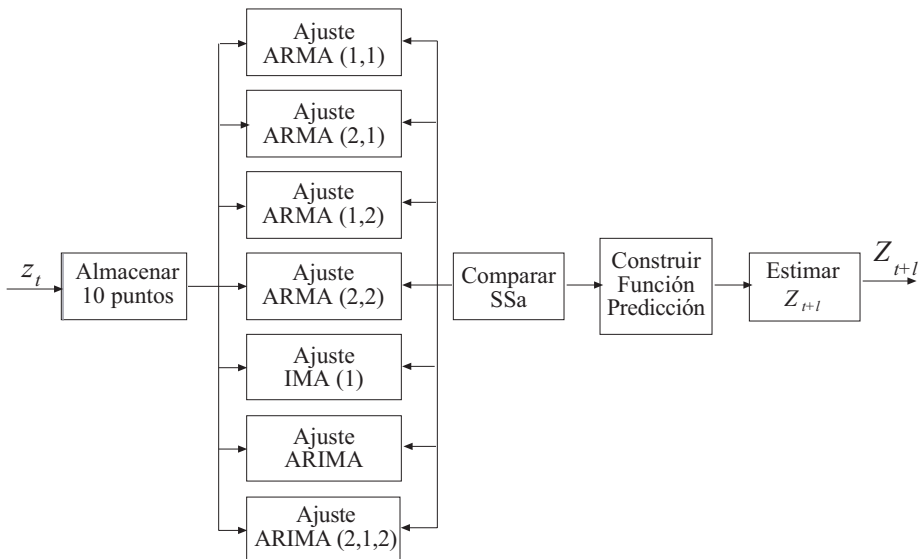 z_t
Almacenar
10 puntos
Ajuste
ARMA (1,1)
Ajuste
ARMA (2,1)
Ajuste
ARMA (1,2)
Ajuste
ARMA (2,2)
Ajuste
IMA (1)
Ajuste
ARIMA
Ajuste
ARIMA (2,1,2)
Comparar
SSa
Construir
Función
Predicción
Estimar
Z_{t+l}
Z_{t+l}